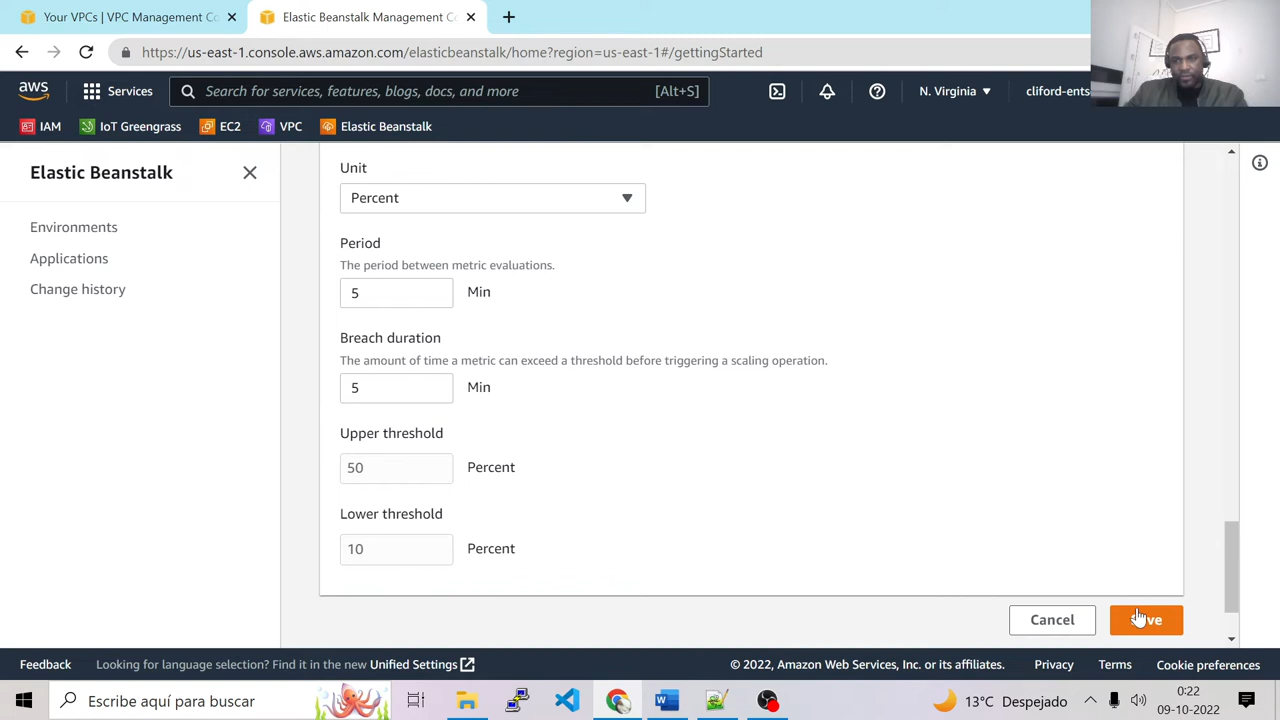 Your VPCs | VPC Management Co
Elastic Beanstalk Management C
https://us-east-1.console.aws.amazon.com/elasticbeanstalk/home?region=us-east-1#/gettingStarted
aws
Services
Search for services, features, blogs, docs, and more
[Alt+S]
N. Virginia
cliford-ents
IAM
IoT Greengrass
EC2
VPC
Elastic Beanstalk
Elastic Beanstalk
Environments
Applications
Change history
Unit
Percent
Period
The period between metric evaluations.
5 Min
Breach duration
The amount of time a metric can exceed a threshold before triggering a scaling operation.
5 Min
Upper threshold
50 Percent
Lower threshold
10 Percent
Cancel
Feedback
Looking for language selection? Find it in the new Unified Settings
© 2022, Amazon Web Services, Inc. or its affiliates.
Privacy
Terms
Cookie preferences
Escribe aquí para buscar
13°C Despejado
0:22
09-10-2022